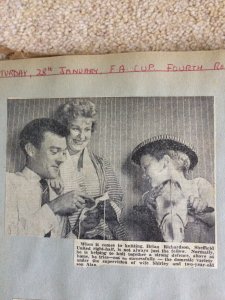 TURDAY, 28TH JANUARY, F.A CUP. FOURTH RO
When it comes to knitting, Brian Richardson, Sheffield
United right-half, is not always just the fellow. Normally,
he is helping to knit together a strong defence, above at
home, he tries—not so successfully—the domestic variety
under the supervision of wife Shirley and two-year-old
son Alan.